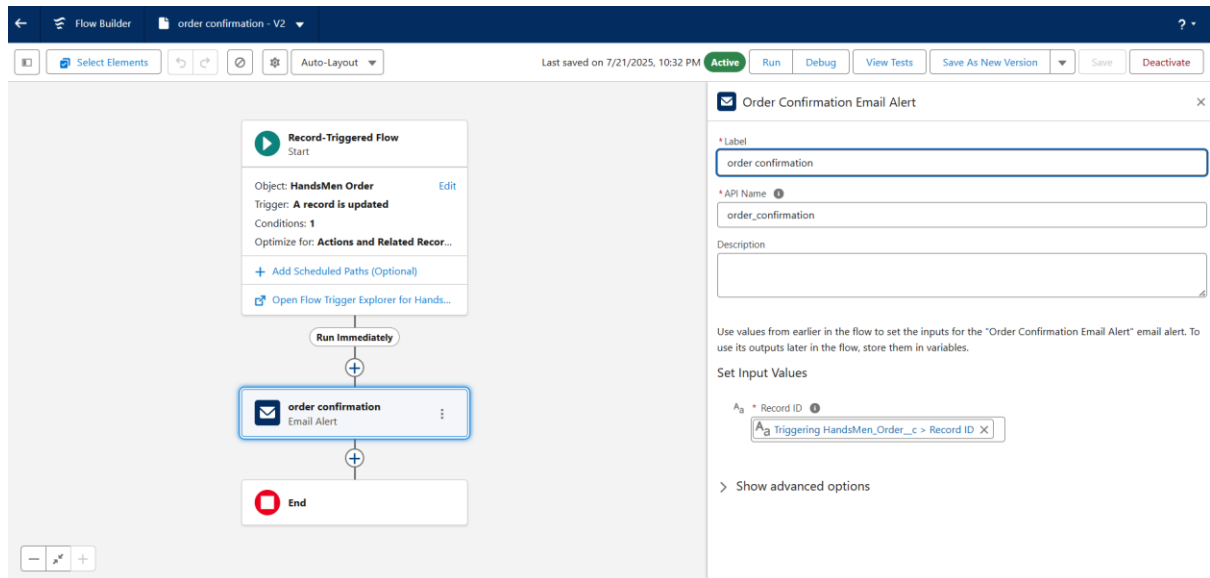 Flow Builder
order confirmation - V2
?
Select Elements
Auto-Layout
Last saved on 7/21/2025, 10:32 PM
Active
Run
Debug
View Tests
Save As New Version
Save
Deactivate
Record-Triggered Flow
Start
Object: HandsMen Order
Edit
Trigger: A record is updated
Conditions: 1
Optimize for: Actions and Related Recor...
+ Add Scheduled Paths (Optional)
Open Flow Trigger Explorer for Hands...
Run Immediately
order confirmation
Email Alert
End
Order Confirmation Email Alert
* Label
order confirmation
* API Name
order_confirmation
Description
Use values from earlier in the flow to set the inputs for the "Order Confirmation Email Alert" email alert. To
use its outputs later in the flow, store them in variables.
Set Input Values
Aa * Record ID
Aa Triggering HandsMen_Order__c > Record ID
Show advanced options